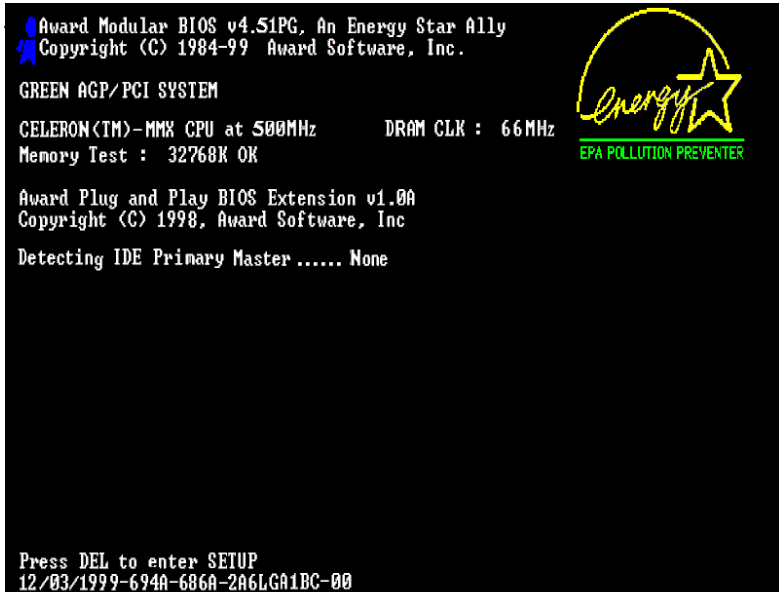 Award Modular BIOS v4.51PG, An Energy Star Ally
Copyright (C) 1984-99 Award Software, Inc.
energy
EPA POLLUTION PREVENTER
GREEN AGP/PCI SYSTEM
CELERON(TM)-MMX CPU at 500MHz DRAM CLK : 66MHz
Memory Test : 32768K OK
Award Plug and Play BIOS Extension v1.0A
Copyright (C) 1998, Award Software, Inc
Detecting IDE Primary Master ...... None
Press DEL to enter SETUP
12/03/1999-694A-686A-2A6LGA1BC-00